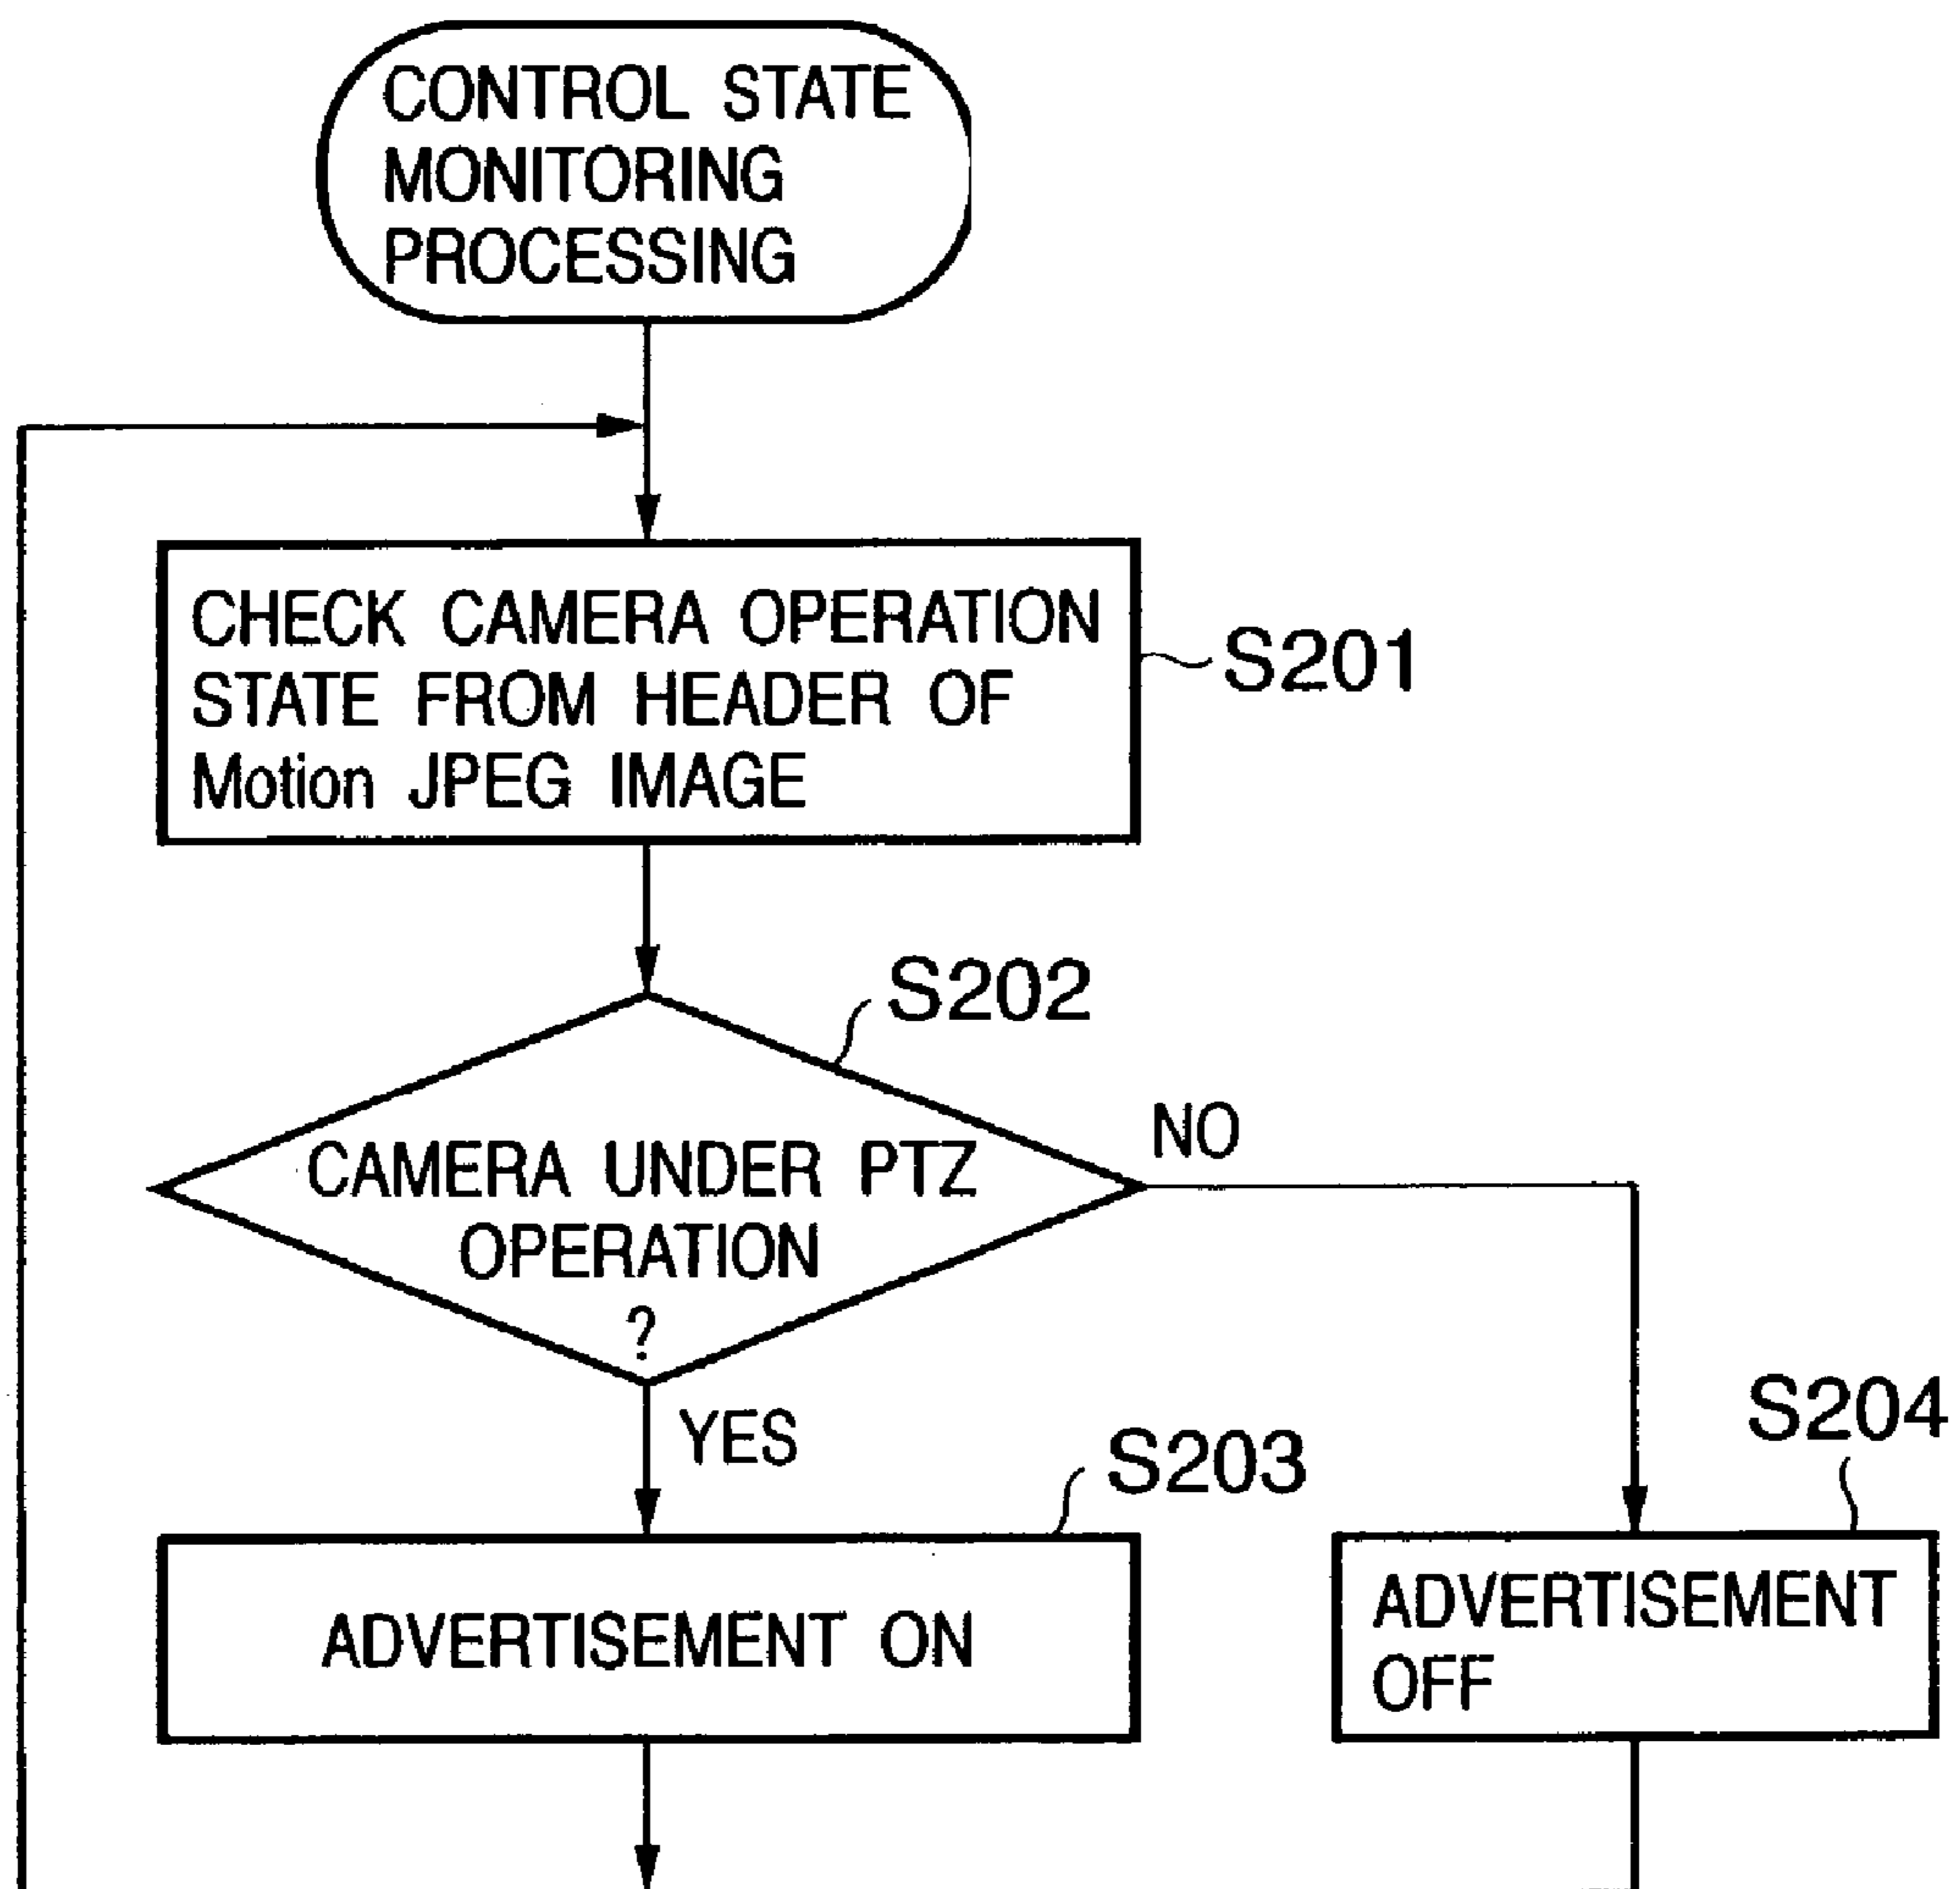 CONTROL STATE
MONITORING
PROCESSING
CHECK CAMERA OPERATION
STATE FROM HEADER OF
Motion JPEG IMAGE
S201
S202
CAMERA UNDER PTZ
OPERATION
?
NO
YES
S203
ADVERTISEMENT ON
S204
ADVERTISEMENT
OFF